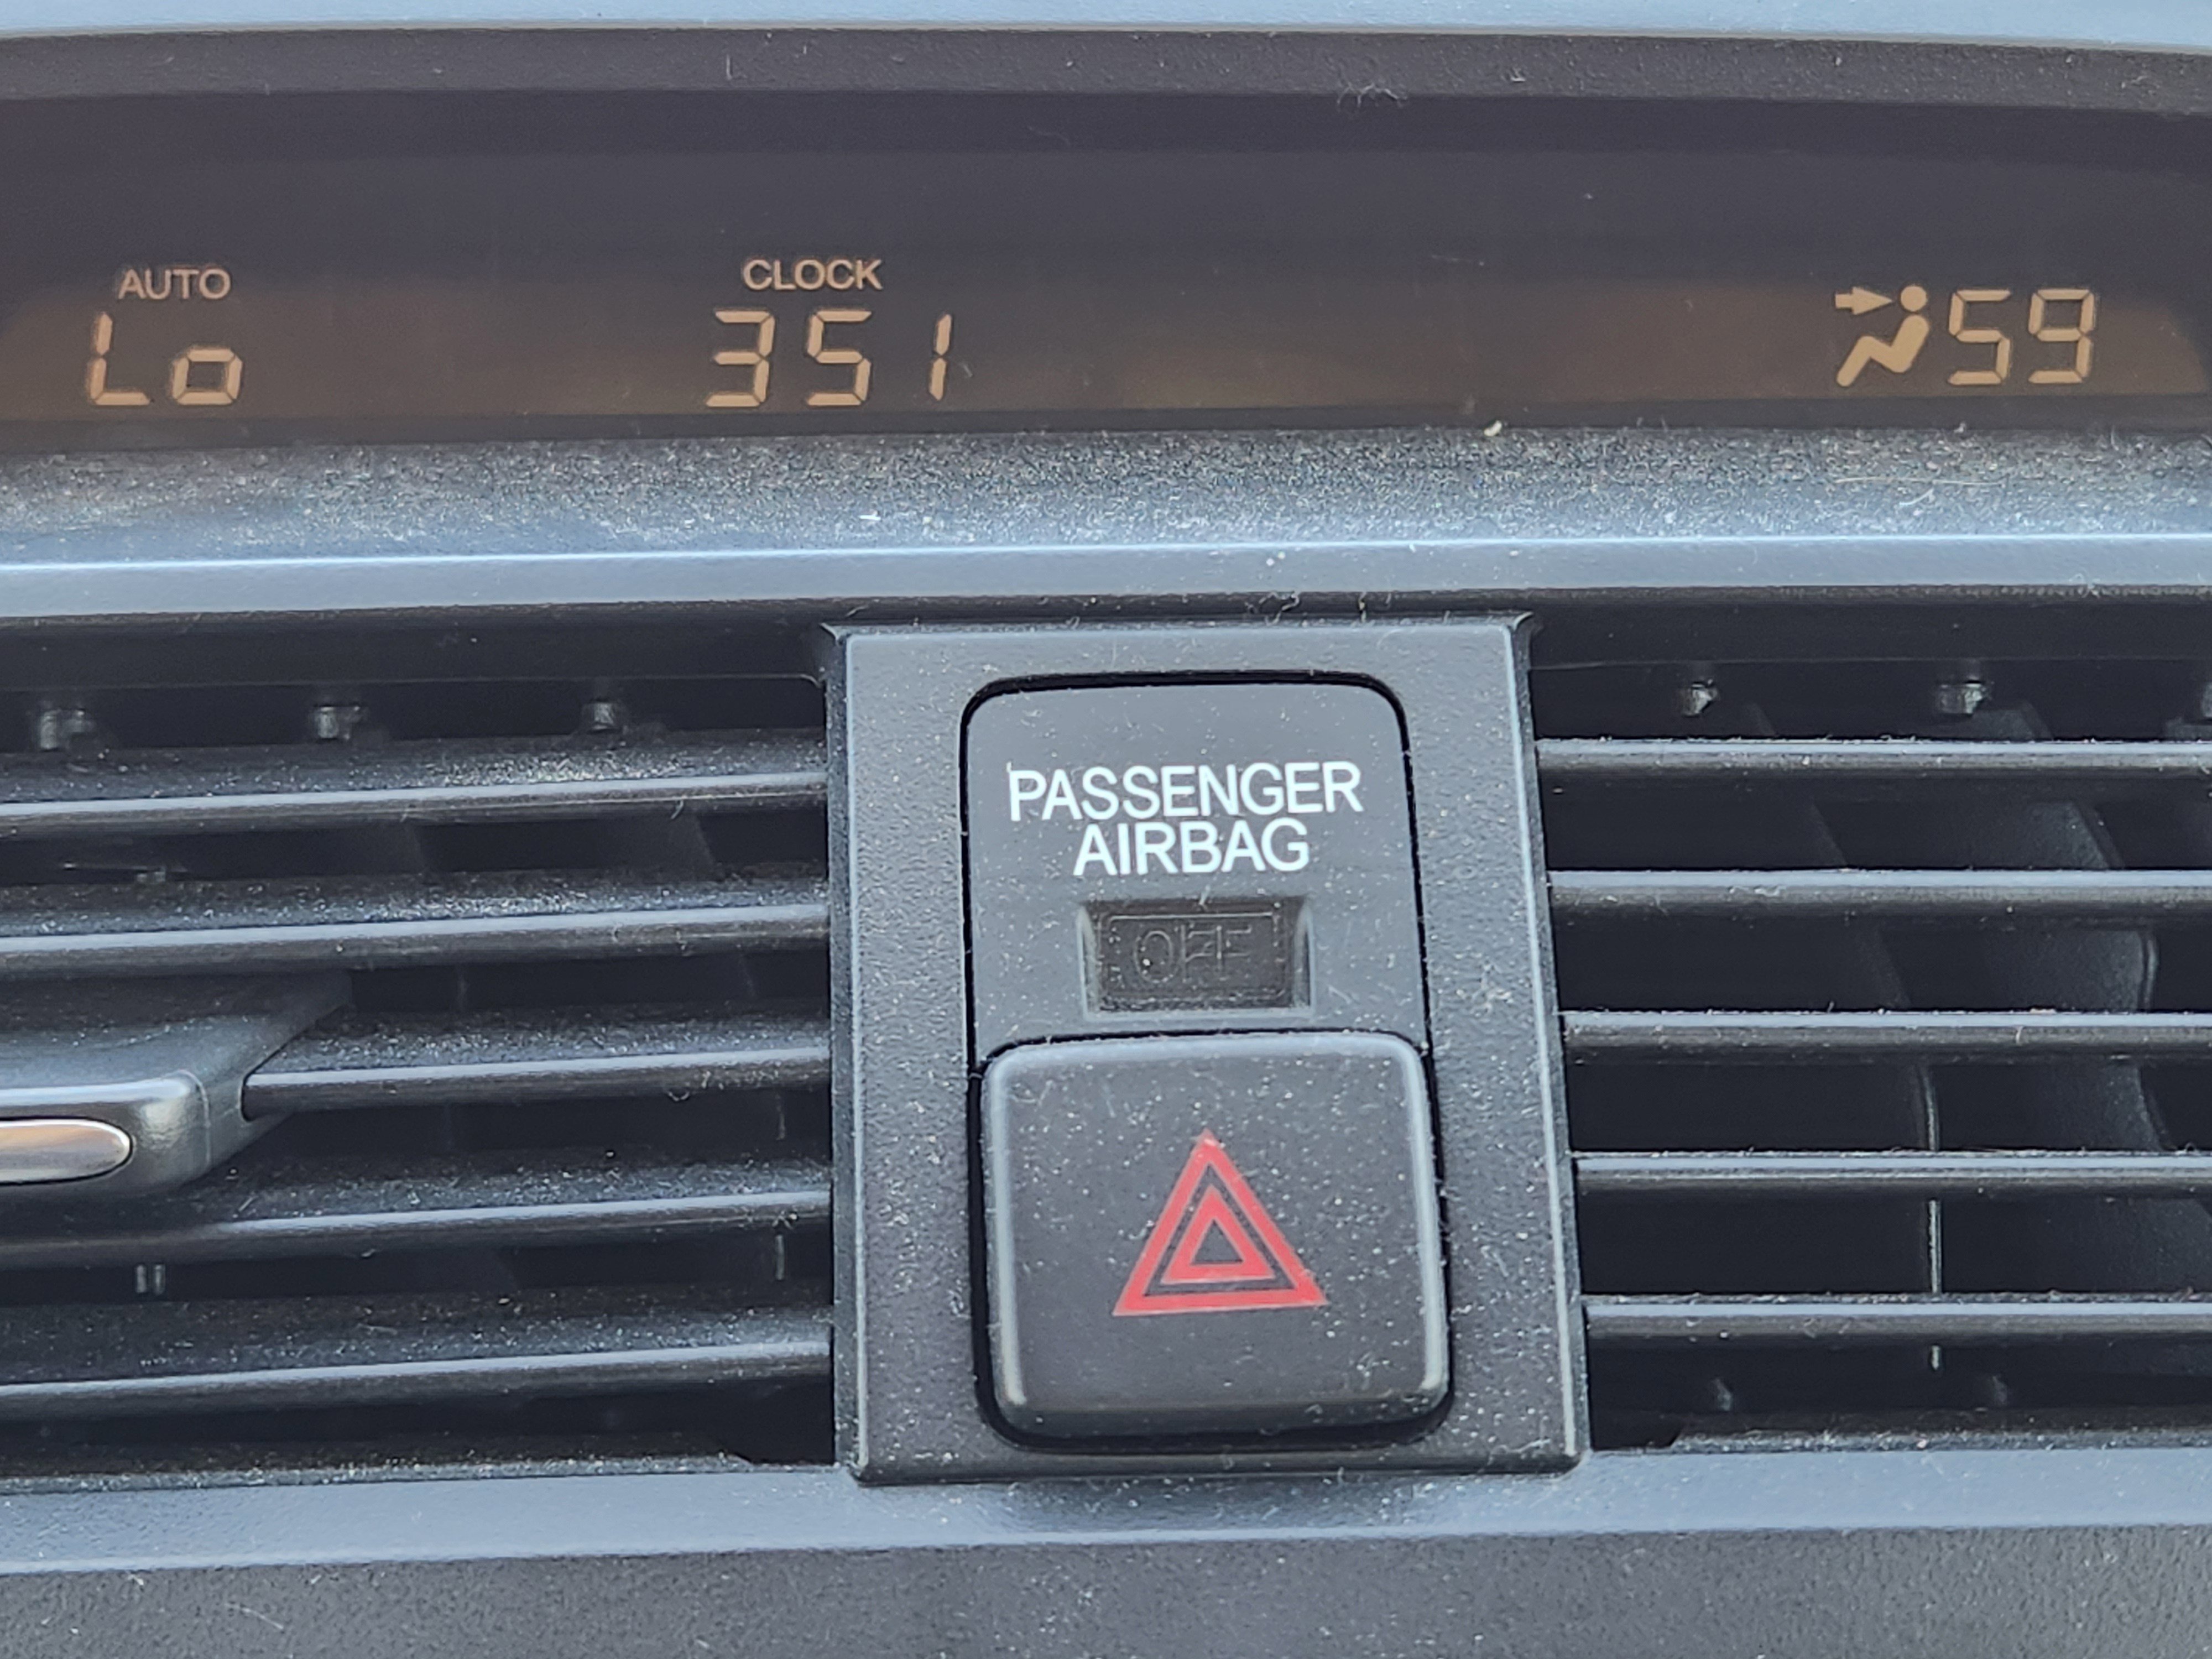 AUTO
CLOCK
Lo
351
59
PASSENGER
AIRBAG
OFF